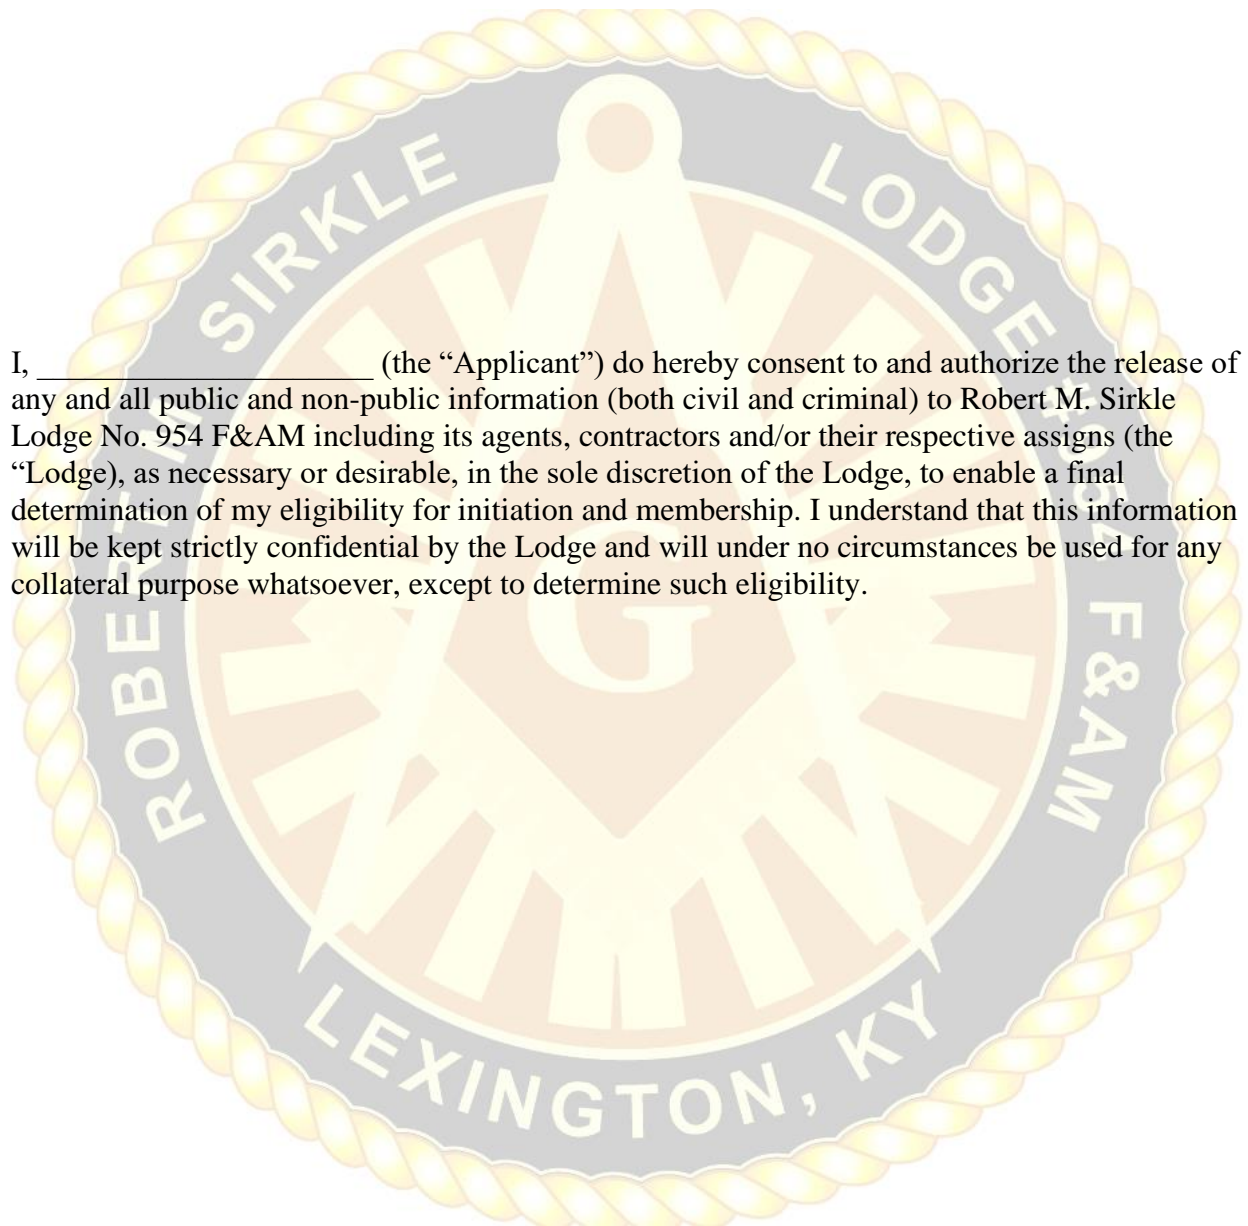 ROBERT M SIRKLE LODGE #954 F&AM
I, _____________________ (the “Applicant”) do hereby consent to and authorize the release of
any and all public and non-public information (both civil and criminal) to Robert M. Sirkle
Lodge No. 954 F&AM including its agents, contractors and/or their respective assigns (the
“Lodge), as necessary or desirable, in the sole discretion of the Lodge, to enable a final
determination of my eligibility for initiation and membership. I understand that this information
will be kept strictly confidential by the Lodge and will under no circumstances be used for any
collateral purpose whatsoever, except to determine such eligibility.
G
LEXINGTON, KY